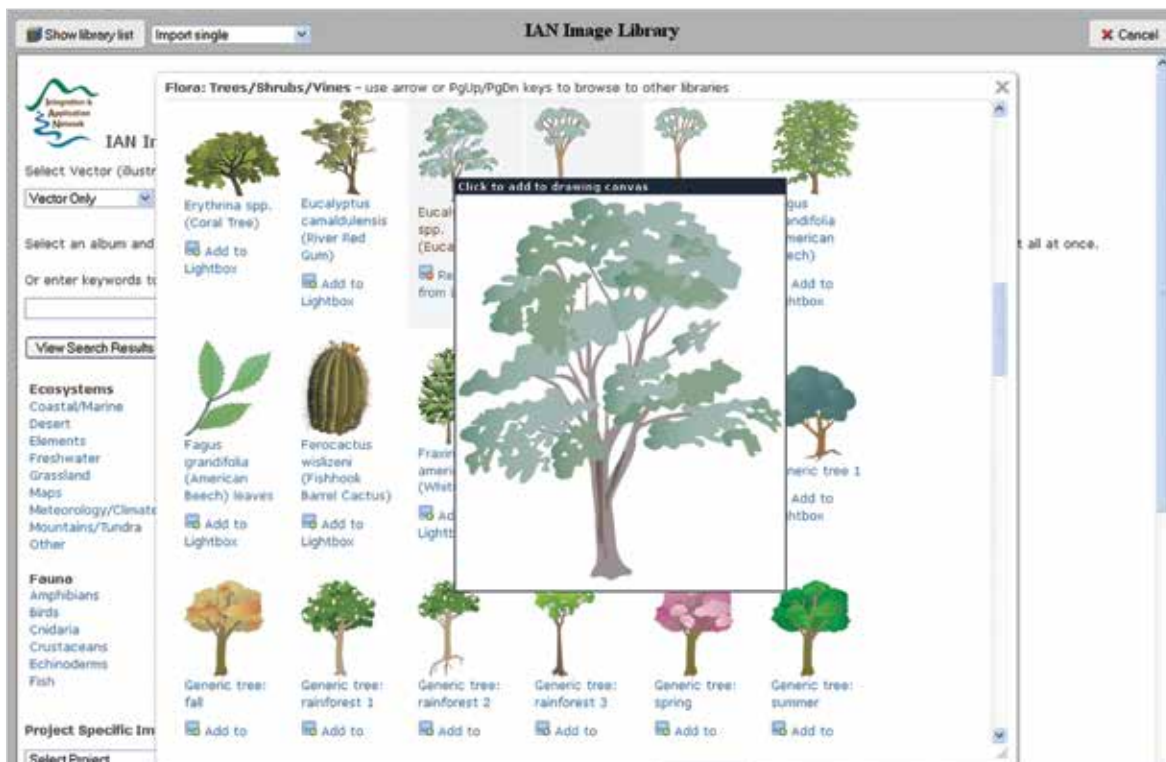 Show library list
Import single
IAN Image Library
Cancel
Integration &
Application
Network
IAN Ir
Select Vector (illustr
Vector Only
Select an album and
t all at once.
Or enter keywords to
View Search Results
Ecosystems
Coastal/Marine
Desert
Elements
Freshwater
Grassland
Maps
Meteorology/Climate
Mountains/Tundra
Other
Fauna
Amphibians
Birds
Cnidaria
Crustaceans
Echinoderms
Fish
Project Specific Im
Select Project
Flora: Trees/Shrubs/Vines - use arrow or PgUp/PgDn keys to browse to other libraries
Erythrina spp.
(Coral Tree)
Add to
Lightbox
Eucalyptus
camaldulensis
(River Red
Gum)
Add to
Lightbox
Eucal
spp.
(Euca
Re
from
Click to add to drawing canvas
gus
andifolia
merican
ech)
Add to
htbox
Fagus
grandifolia
(American
Beech) leaves
Add to
Lightbox
Ferocactus
wislizeni
(Fishhook
Barrel Cactus)
Add to
Lightbox
Fraxin
ameri
(Whit
Ad
Light
neric tree 1
Add to
htbox
Generic tree:
fall
Add to
Generic tree:
rainforest 1
Add to
Generic tree:
rainforest 2
Add to
Generic tree:
rainforest 3
Add to
Generic tree:
spring
Add to
Generic tree:
summer
Add to